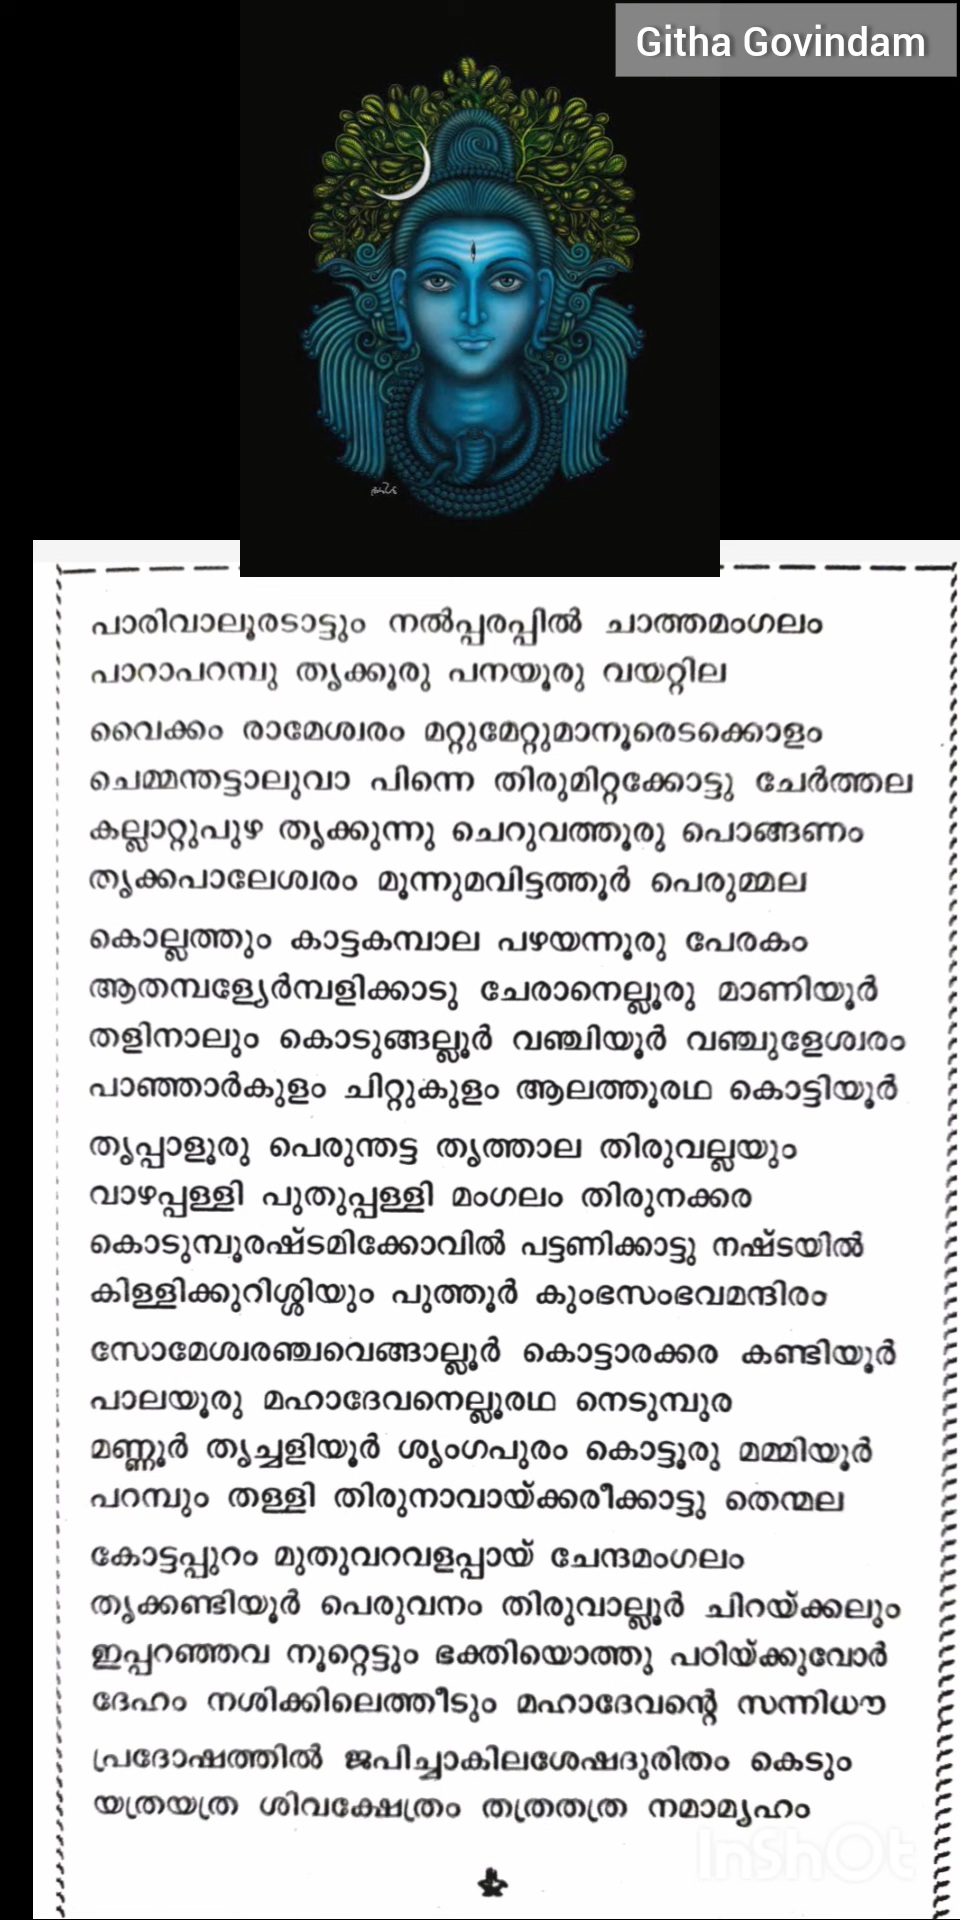 Githa Govindam
പാരിവാലൂരടാട്ടും നൽപ്പരപ്പിൽ ചാത്തമംഗലം
പാറാപറമ്പു തൃക്കൂരു പനയൂരു വയറ്റില
വൈക്കം രാമേശ്വരം മറ്റുമേറ്റുമാനൂരെടക്കൊളം
ചെമ്മന്തട്ടാലുവാ പിന്നെ തിരുമിറ്റക്കോട്ടു ചേർത്തല
കല്ലാറ്റുപുഴ തൃക്കുന്നു ചെറുവത്തൂരു പൊങ്ങണം
തൃക്കപാലേശ്വരം മൂന്നുമവിട്ടത്തൂർ പെരുമ്മല
കൊല്ലത്തും കാട്ടകമ്പാല പഴയന്നൂരു പേരകം
ആതമ്പള്യേർമ്പളിക്കാടു ചേരാനെല്ലൂരു മാണിയൂർ
തളിനാലും കൊടുങ്ങല്ലൂർ വഞ്ചിയൂർ വഞ്ചുളേശ്വരം
പാഞ്ഞാർകുളം ചിറ്റുകുളം ആലത്തൂരഥ കൊട്ടിയൂർ
തൃപ്പാളൂരു പെരുന്തട്ട തൃത്താല തിരുവല്ലയും
വാഴപ്പള്ളി പുതുപ്പള്ളി മംഗലം തിരുനക്കര
കൊടുമ്പൂരഷ്ടമിക്കോവിൽ പട്ടണിക്കാട്ടു നഷ്ടയിൽ
കിള്ളിക്കുറിശ്ശിയും പുത്തൂർ കുംഭസംഭവമന്ദിരം
സോമേശ്വരഞ്ചവെങ്ങാല്ലൂർ കൊട്ടാരക്കര കണ്ടിയൂർ
പാലയൂരു മഹാദേവനെല്ലൂരഥ നെടുമ്പുര
മണ്ണൂർ തൃച്ചളിയൂർ ശൃംഗപുരം കൊട്ടൂരു മമ്മിയൂർ
പറമ്പും തള്ളി തിരുനാവായ്ക്കരീക്കാട്ടു തെന്മല
കോട്ടപ്പുറം മുതുവറവളപ്പായ് ചേന്ദമംഗലം
തൃക്കണ്ടിയൂർ പെരുവനം തിരുവാല്ലൂർ ചിറയ്ക്കലും
ഇപ്പറഞ്ഞവ നൂറ്റെട്ടും ഭക്തിയൊത്തു പഠിയ്ക്കുവോർ
ദേഹം നശിക്കിലെത്തീടും മഹാദേവന്റെ സന്നിധൗ
പ്രദോഷത്തിൽ ജപിച്ചാകിലശേഷദുരിതം കെടും
യത്രയത്ര ശിവക്ഷേത്രം തത്രതത്ര നമാമൃഹം
InShOt